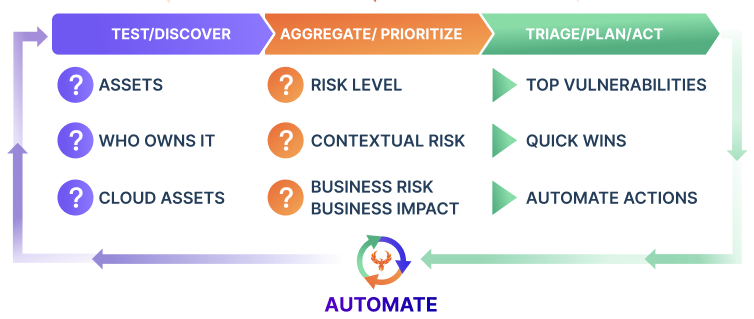 TEST/DISCOVER
AGGREGATE/ PRIORITIZE
TRIAGE/PLAN/ACT
? ASSETS
? RISK LEVEL
TOP VULNERABILITIES
? WHO OWNS IT
? CONTEXTUAL RISK
QUICK WINS
? CLOUD ASSETS
? BUSINESS RISK
BUSINESS IMPACT
AUTOMATE ACTIONS
AUTOMATE